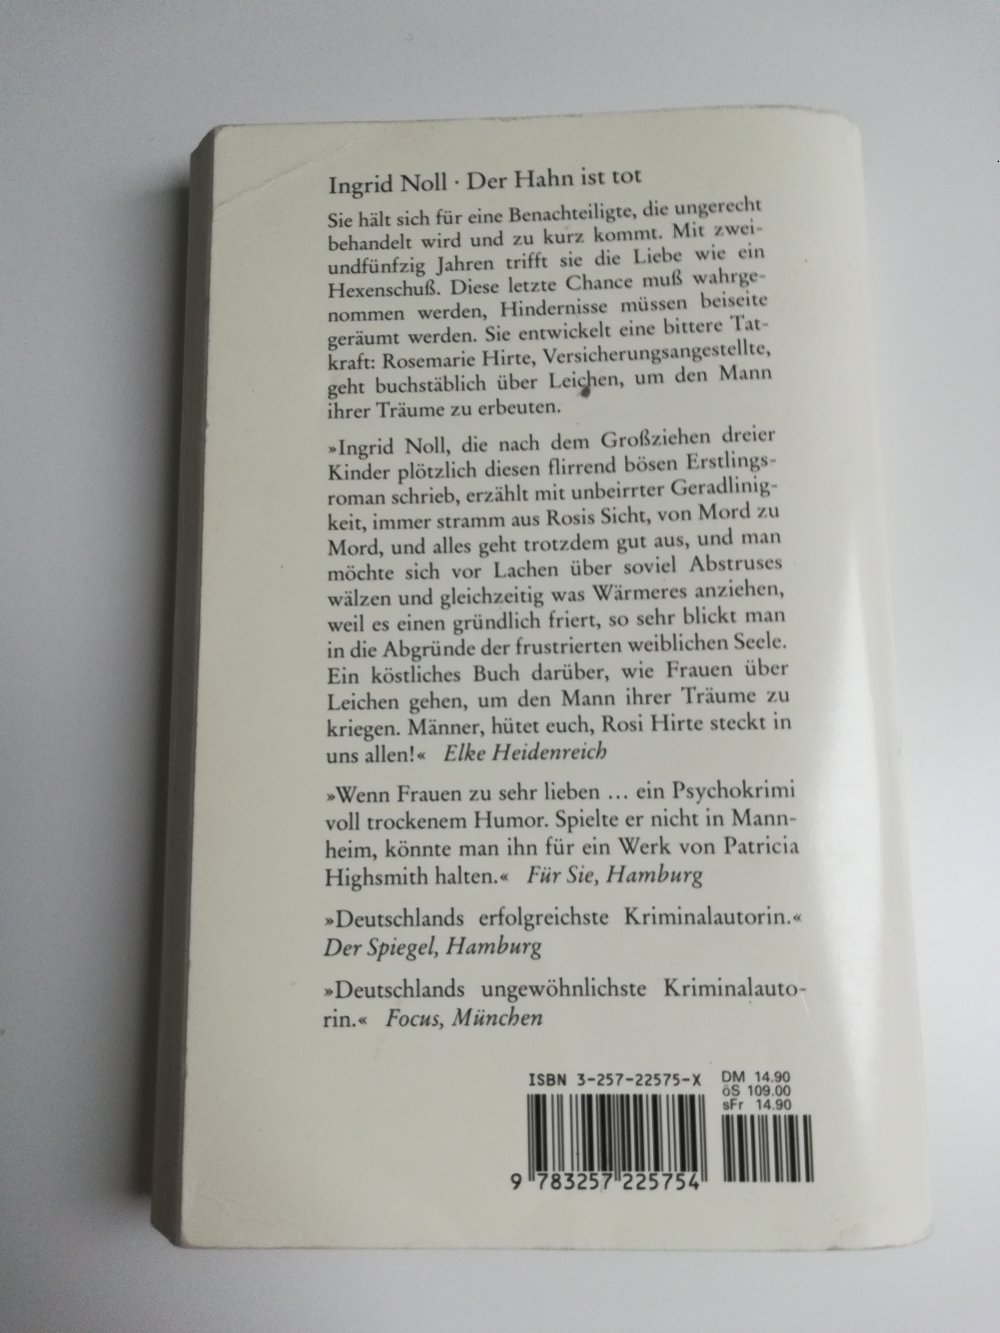 Ingrid Noll · Der Hahn ist tot
Sie hält sich für eine Benachteiligte, die ungerecht
behandelt wird und zu kurz kommt. Mit zwei-
undfünfzig Jahren trifft sie die Liebe wie ein
Hexenschuß. Diese letzte Chance muß wahrge-
nommen werden, Hindernisse müssen beiseite
geräumt werden. Sie entwickelt eine bittere Tat-
kraft: Rosemarie Hirte, Versicherungsangestellte,
geht buchstäblich über Leichen, um den Mann
ihrer Träume zu erbeuten.
»Ingrid Noll, die nach dem Großziehen dreier
Kinder plötzlich diesen flirrend bösen Erstlings-
roman schrieb, erzählt mit unbeirrter Geradlinig-
keit, immer stramm aus Rosis Sicht, von Mord zu
Mord, und alles geht trotzdem gut aus, und man
möchte sich vor Lachen über soviel Abstruses
wälzen und gleichzeitig was Wärmeres anziehen,
weil es einen gründlich friert, so sehr blickt man
in die Abgründe der frustrierten weiblichen Seele.
Ein köstliches Buch darüber, wie Frauen über
Leichen gehen, um den Mann ihrer Träume zu
kriegen. Männer, hütet euch, Rosi Hirte steckt in
uns allen!« Elke Heidenreich
»Wenn Frauen zu sehr lieben ... ein Psychokrimi
voll trockenem Humor. Spielte er nicht in Mann-
heim, könnte man ihn für ein Werk von Patricia
Highsmith halten.« Für Sie, Hamburg
»Deutschlands erfolgreichste Kriminalautorin.«
Der Spiegel, Hamburg
»Deutschlands ungewöhnlichste Kriminalauto-
rin.« Focus, München
ISBN 3-257-22575-X
DM 14.90
öS 109.00
sFr 14.90
9 783257 225754